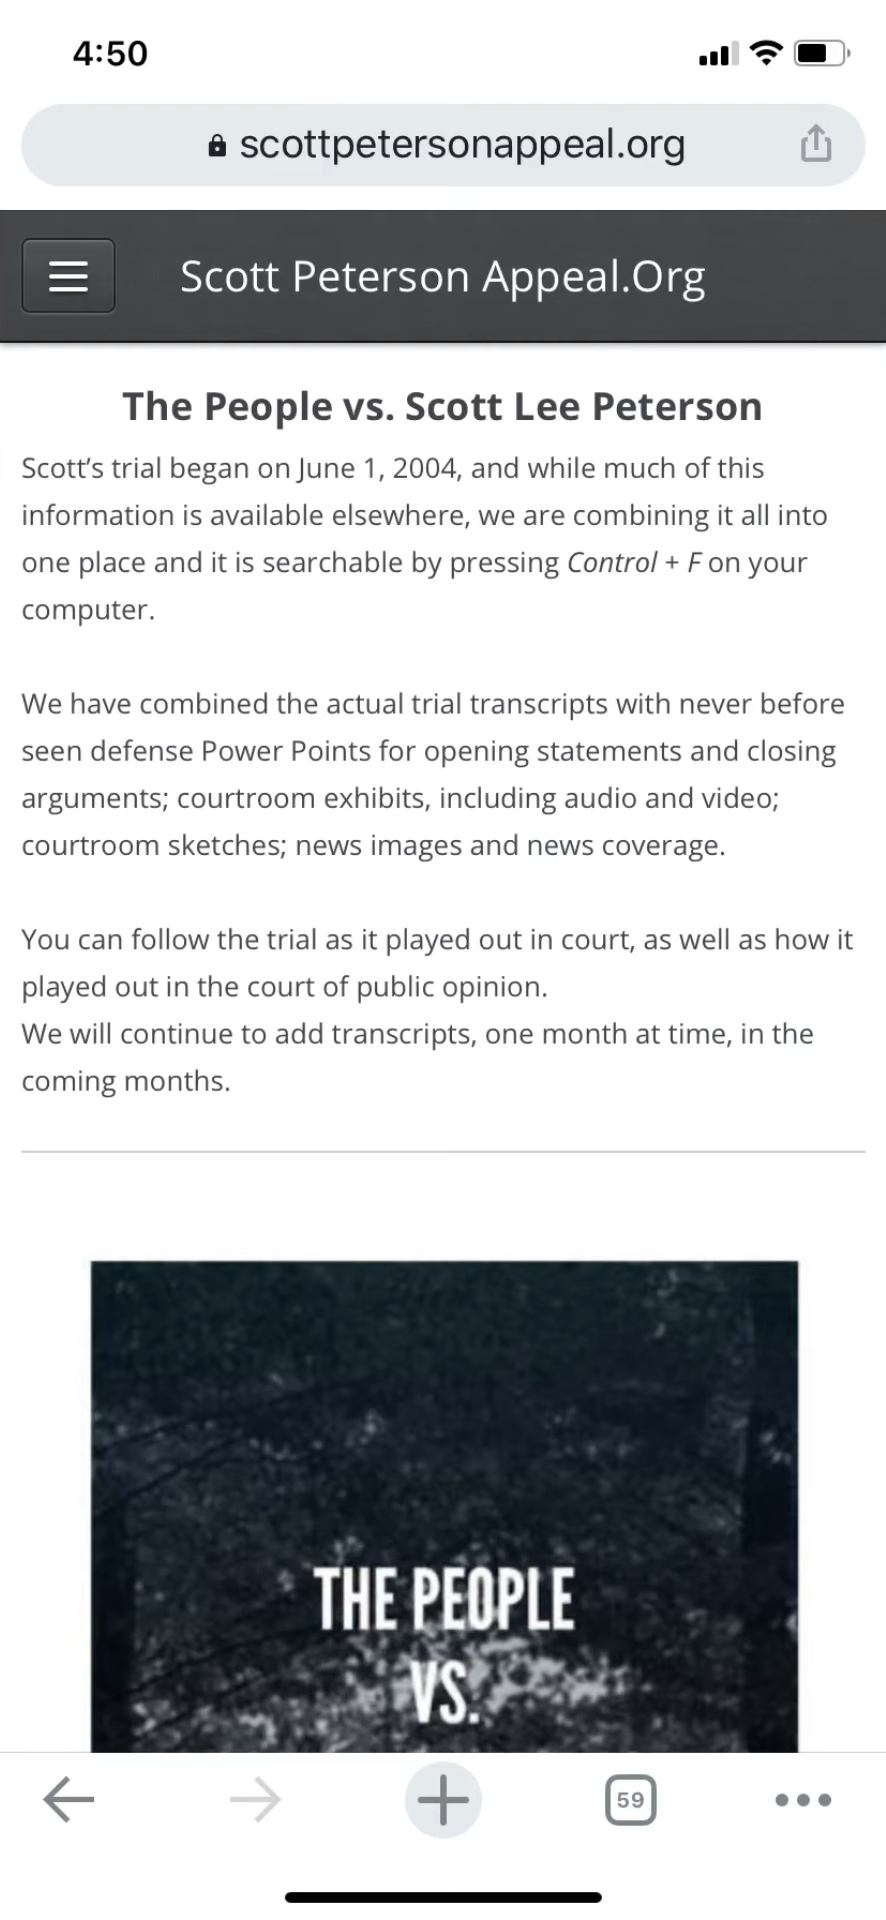 4:50
scottpetersonappeal.org
Scott Peterson Appeal.Org
The People vs. Scott Lee Peterson
Scott’s trial began on June 1, 2004, and while much of this
information is available elsewhere, we are combining it all into
one place and it is searchable by pressing Control + F on your
computer.
We have combined the actual trial transcripts with never before
seen defense Power Points for opening statements and closing
arguments; courtroom exhibits, including audio and video;
courtroom sketches; news images and news coverage.
You can follow the trial as it played out in court, as well as how it
played out in the court of public opinion.
We will continue to add transcripts, one month at time, in the
coming months.
THE PEOPLE
VS.
59